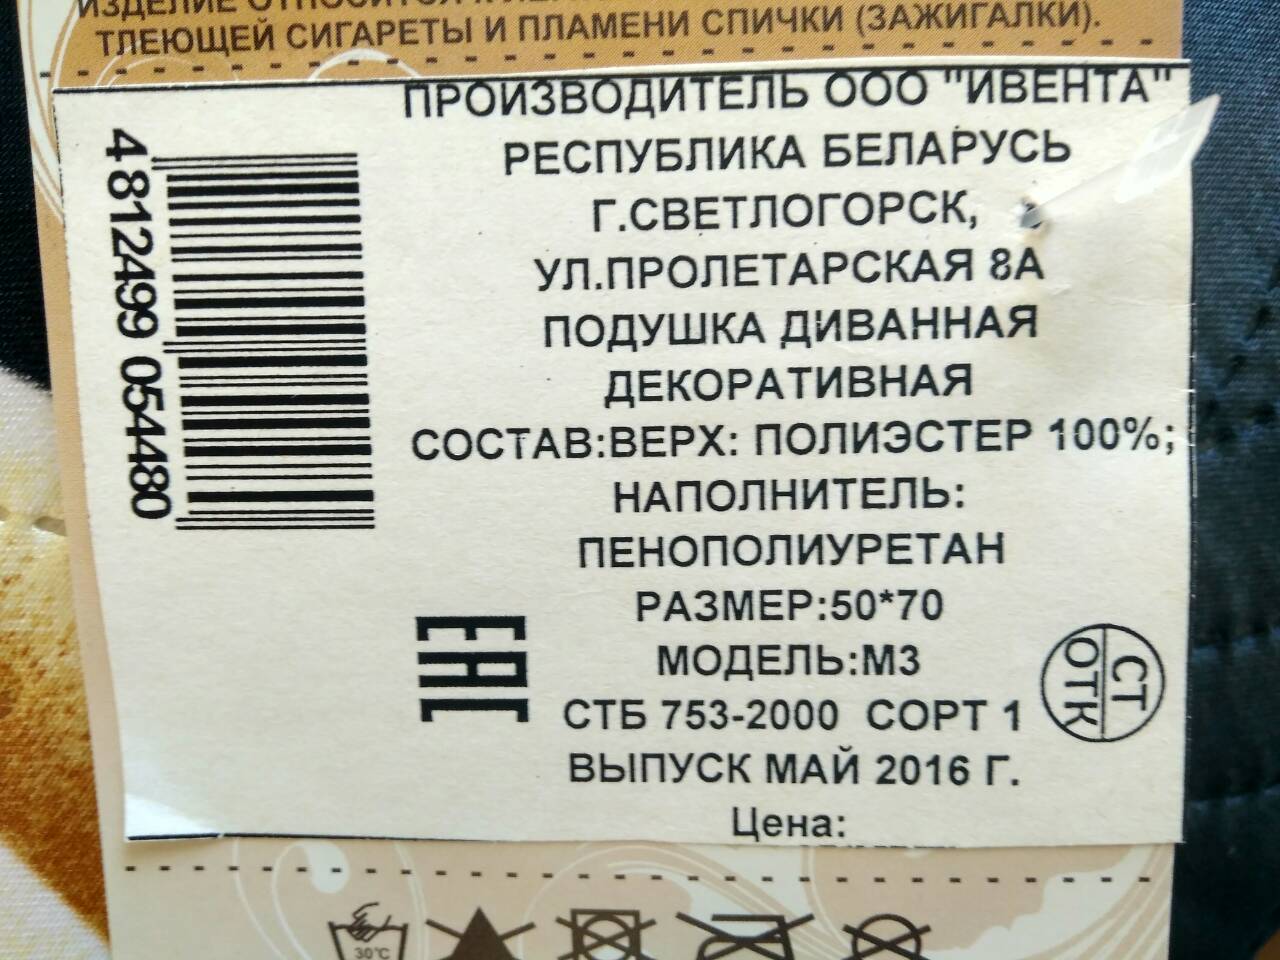 ИЗДЕЛИЕ ОТНОСИТСЯ К
ТЛЕЮЩЕЙ СИГАРЕТЫ И ПЛАМЕНИ СПИЧКИ (ЗАЖИГАЛКИ).
ПРОИЗВОДИТЕЛЬ ООО "ИВЕНТА"
РЕСПУБЛИКА БЕЛАРУСЬ
Г.СВЕТЛОГОРСК,
УЛ.ПРОЛЕТАРСКАЯ 8А
ПОДУШКА ДИВАННАЯ
ДЕКОРАТИВНАЯ
СОСТАВ:ВЕРХ: ПОЛИЭСТЕР 100%;
НАПОЛНИТЕЛЬ:
ПЕНОПОЛИУРЕТАН
РАЗМЕР:50*70
МОДЕЛЬ:М3
СТБ 753-2000 СОРТ 1
ВЫПУСК МАЙ 2016 Г.
Цена:
4 812499 054480
ЕАС
СТ
ОТК
30°C